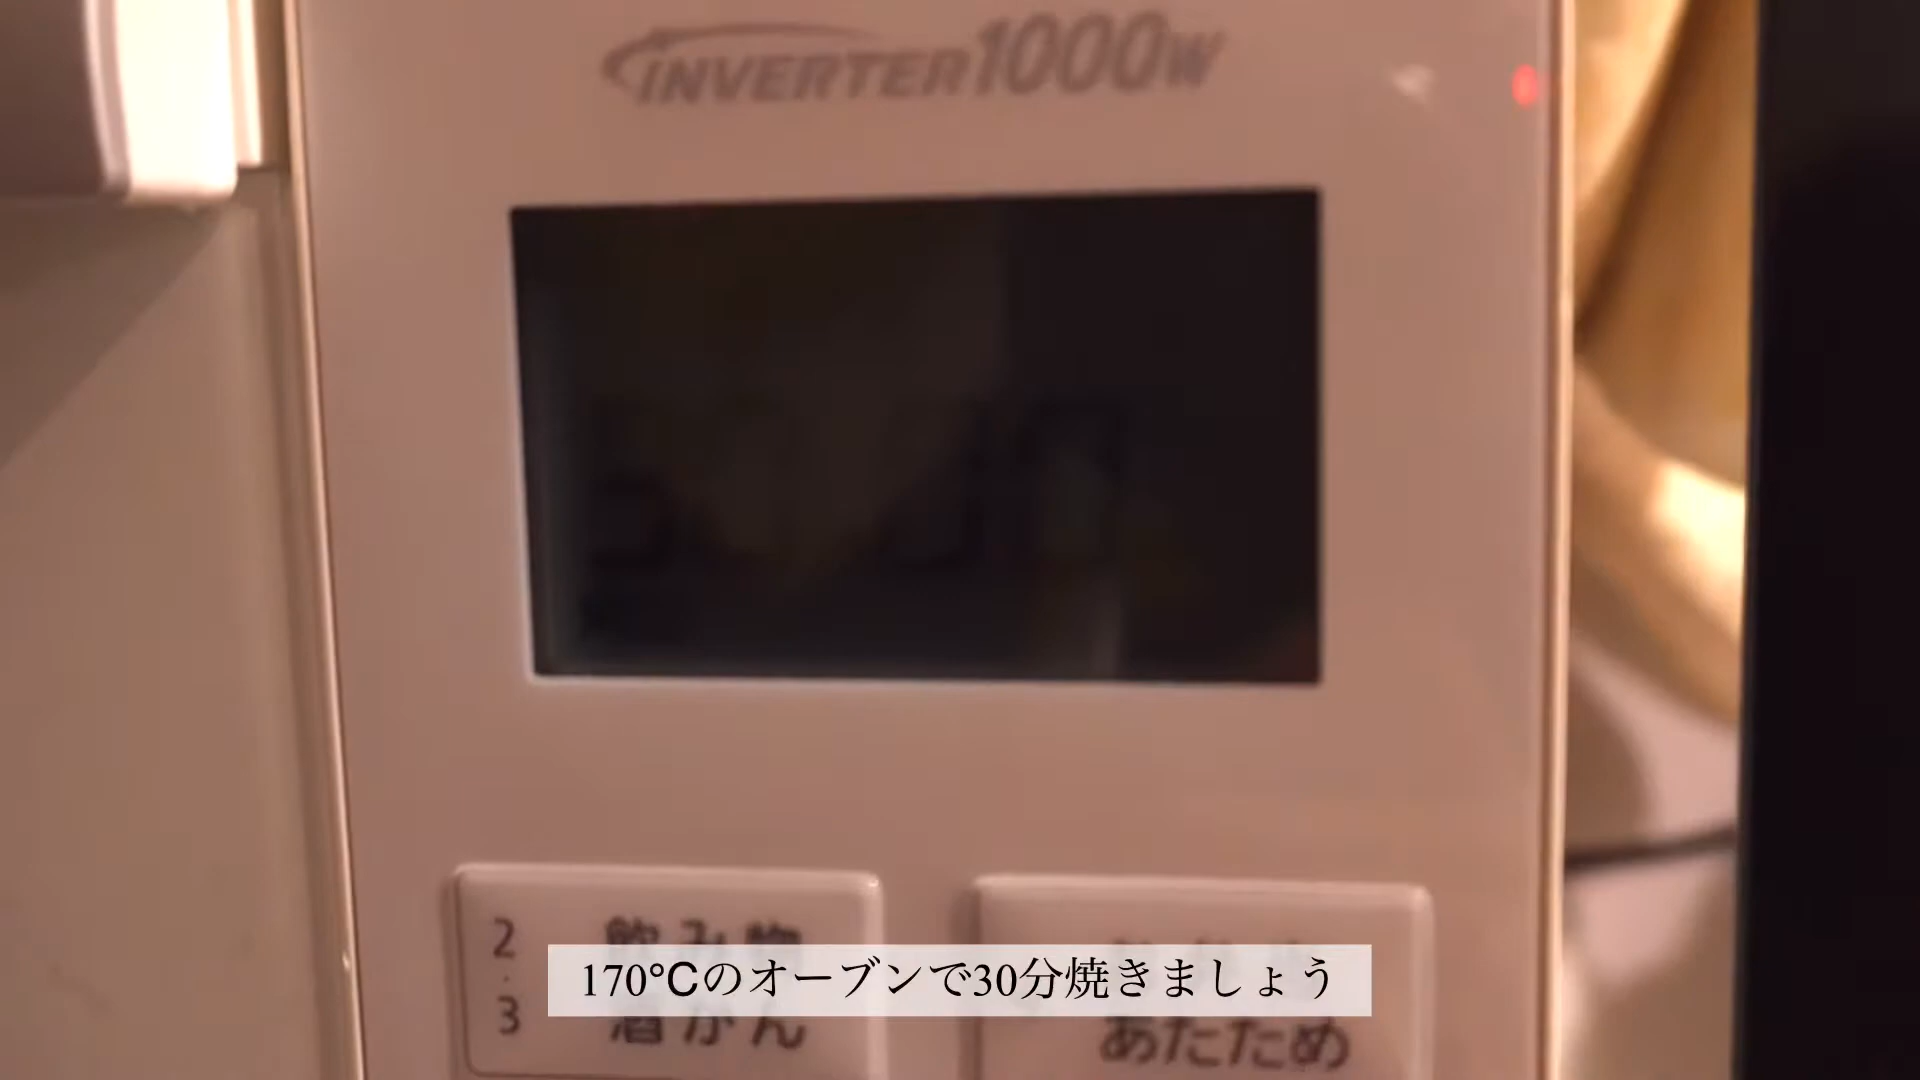 INVERTER1000W
2・3
飲み物
170℃のオーブンで30分焼きましょう
酒かん
あたため